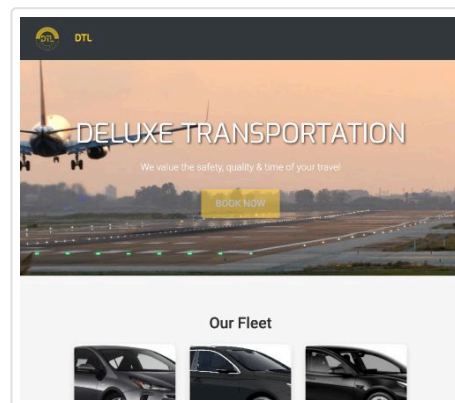 DTL
DTL
DELUXE TRANSPORTATION
We value the safety, quality & time of your travel
BOOK NOW
Our Fleet